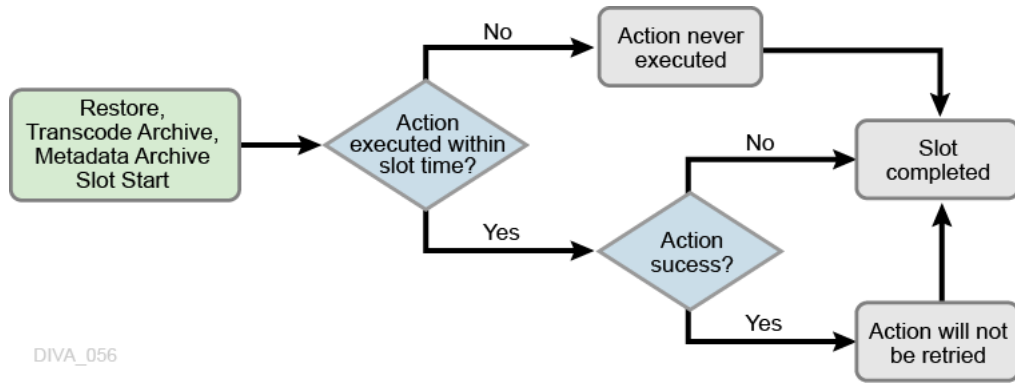 No
Action never
executed
Restore,
Transcode Archive,
Metadata Archive
Slot Start
Action
executed within
slot time?
No
Slot
completed
Yes
Action
sucess?
Yes
Action will not
be retried
DIVA_056